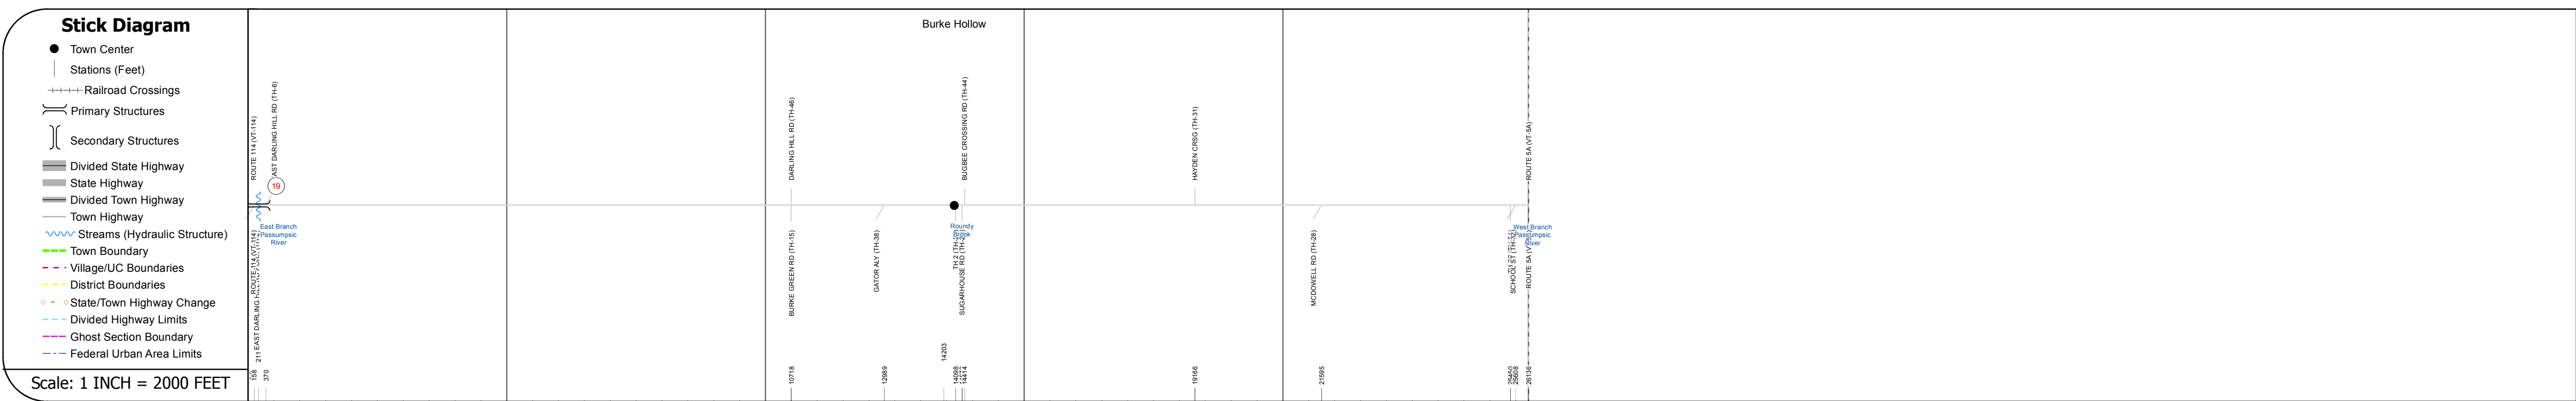 Stick Diagram
Town Center
Stations (Feet)
Railroad Crossings
Primary Structures
Secondary Structures
Divided State Highway
State Highway
Divided Town Highway
Town Highway
Streams (Hydraulic Structure)
Town Boundary
Village/UC Boundaries
District Boundaries
State/Town Highway Change
Divided Highway Limits
Ghost Section Boundary
Federal Urban Area Limits
Scale: 1 INCH = 2000 FEET
Burke Hollow
ROUTE 114 (VT-114)
AST DARLING HILL RD (TH-6)
19
DARLING HILL RD (TH-46)
BUGBEE CROSSING RD (TH-44)
HAYDEN CRSG (TH-31)
ROUTE 5A (VT-5A)
East Branch
Passumpsic
River
Roundy
Brook
West Branch
Passumpsic
River
ROUTE 114 (VT-114)
EAST DARLING
BURKE GREEN RD (TH-15)
GATOR ALY (TH-38)
TH 2
SUGARHOUSE RD
MCDOWELL RD (TH-28)
SCHOOL ST
ROUTE 5A
158
211
370
10718
12989
14203
14098
14414
19166
21595
25450
25608
26136